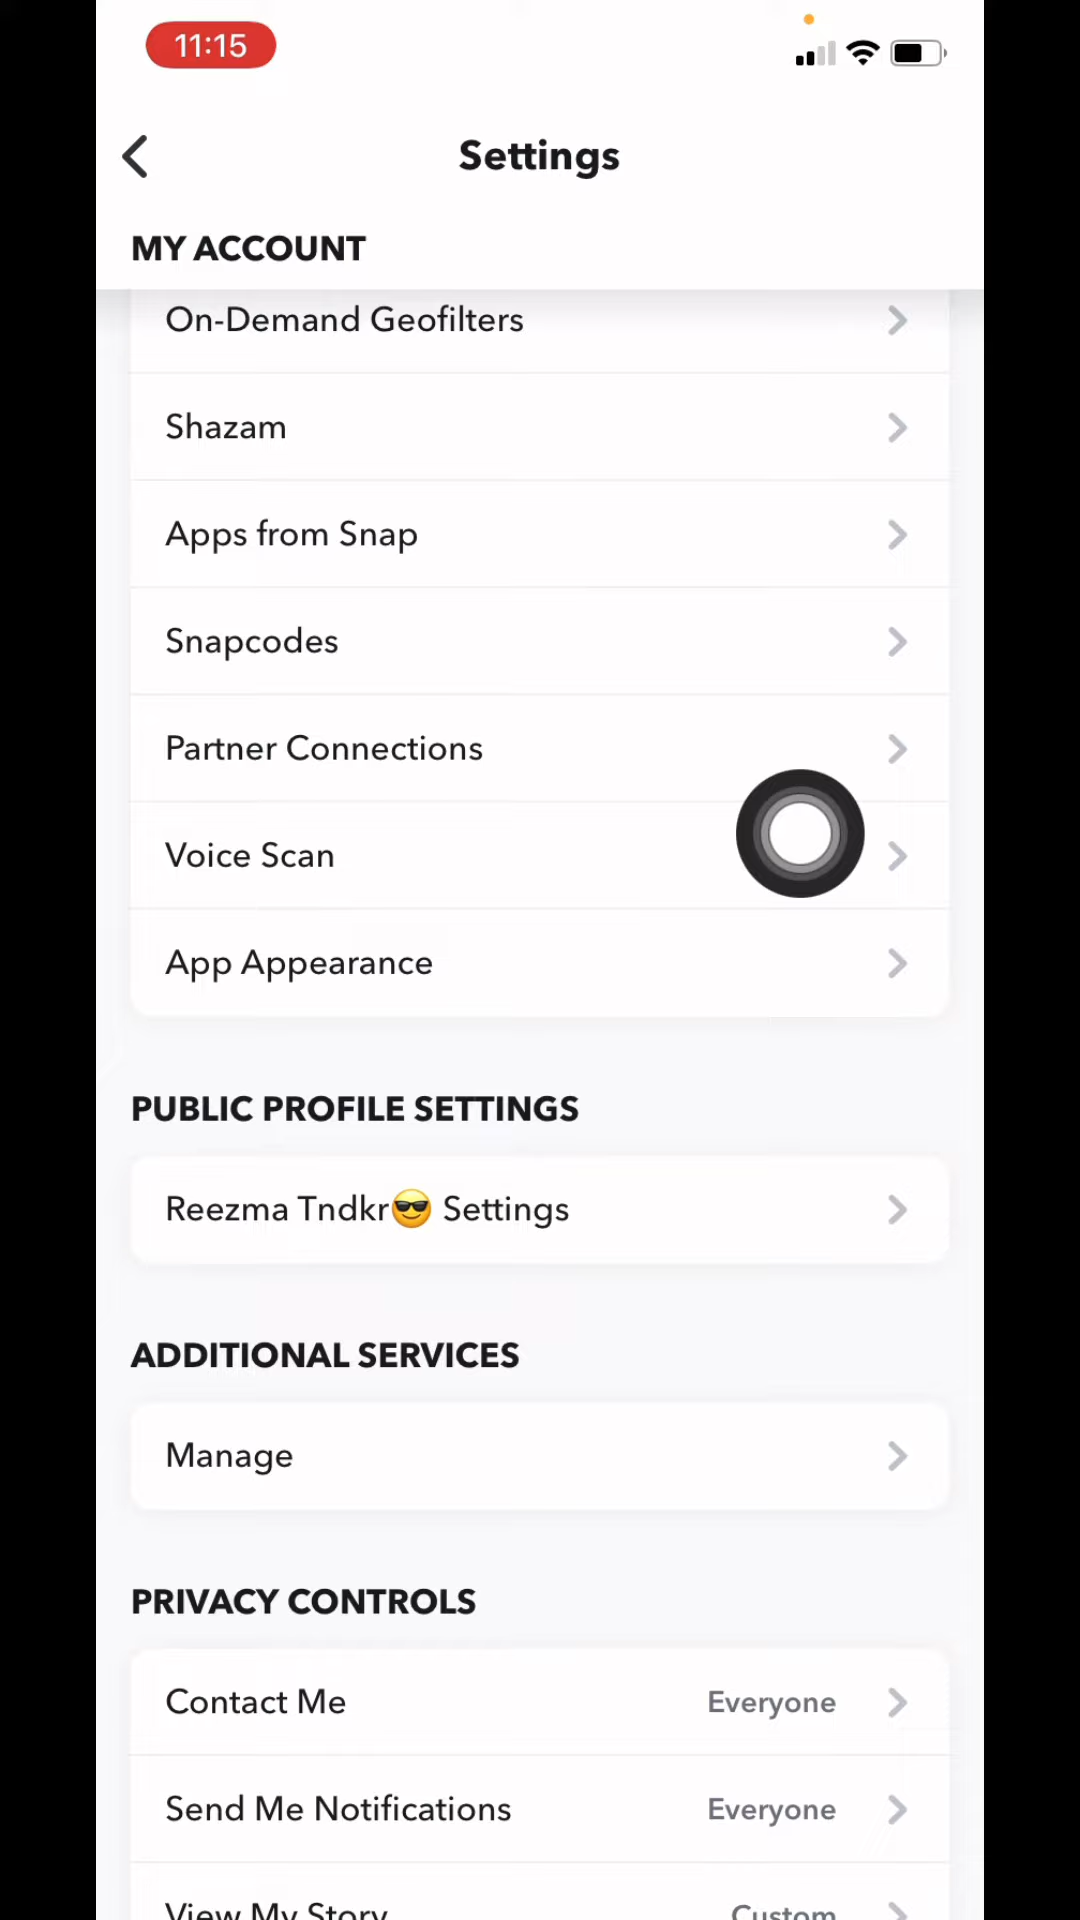 11:15
Settings
MY ACCOUNT
On-Demand Geofilters
Shazam
Apps from Snap
Snapcodes
Partner Connections
Voice Scan
App Appearance
PUBLIC PROFILE SETTINGS
Reezma Tndkr😎 Settings
ADDITIONAL SERVICES
Manage
PRIVACY CONTROLS
Contact Me Everyone
Send Me Notifications Everyone
View My Story Custom